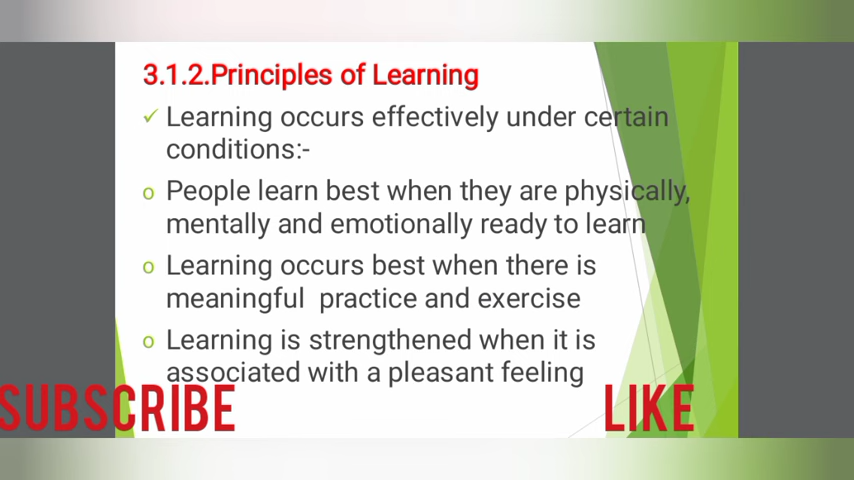 3.1.2.Principles of Learning
✓ Learning occurs effectively under certain
conditions:-
o People learn best when they are physically,
mentally and emotionally ready to learn
o Learning occurs best when there is
meaningful practice and exercise
o Learning is strengthened when it is
associated with a pleasant feeling
SUBSCRIBE
LIKE